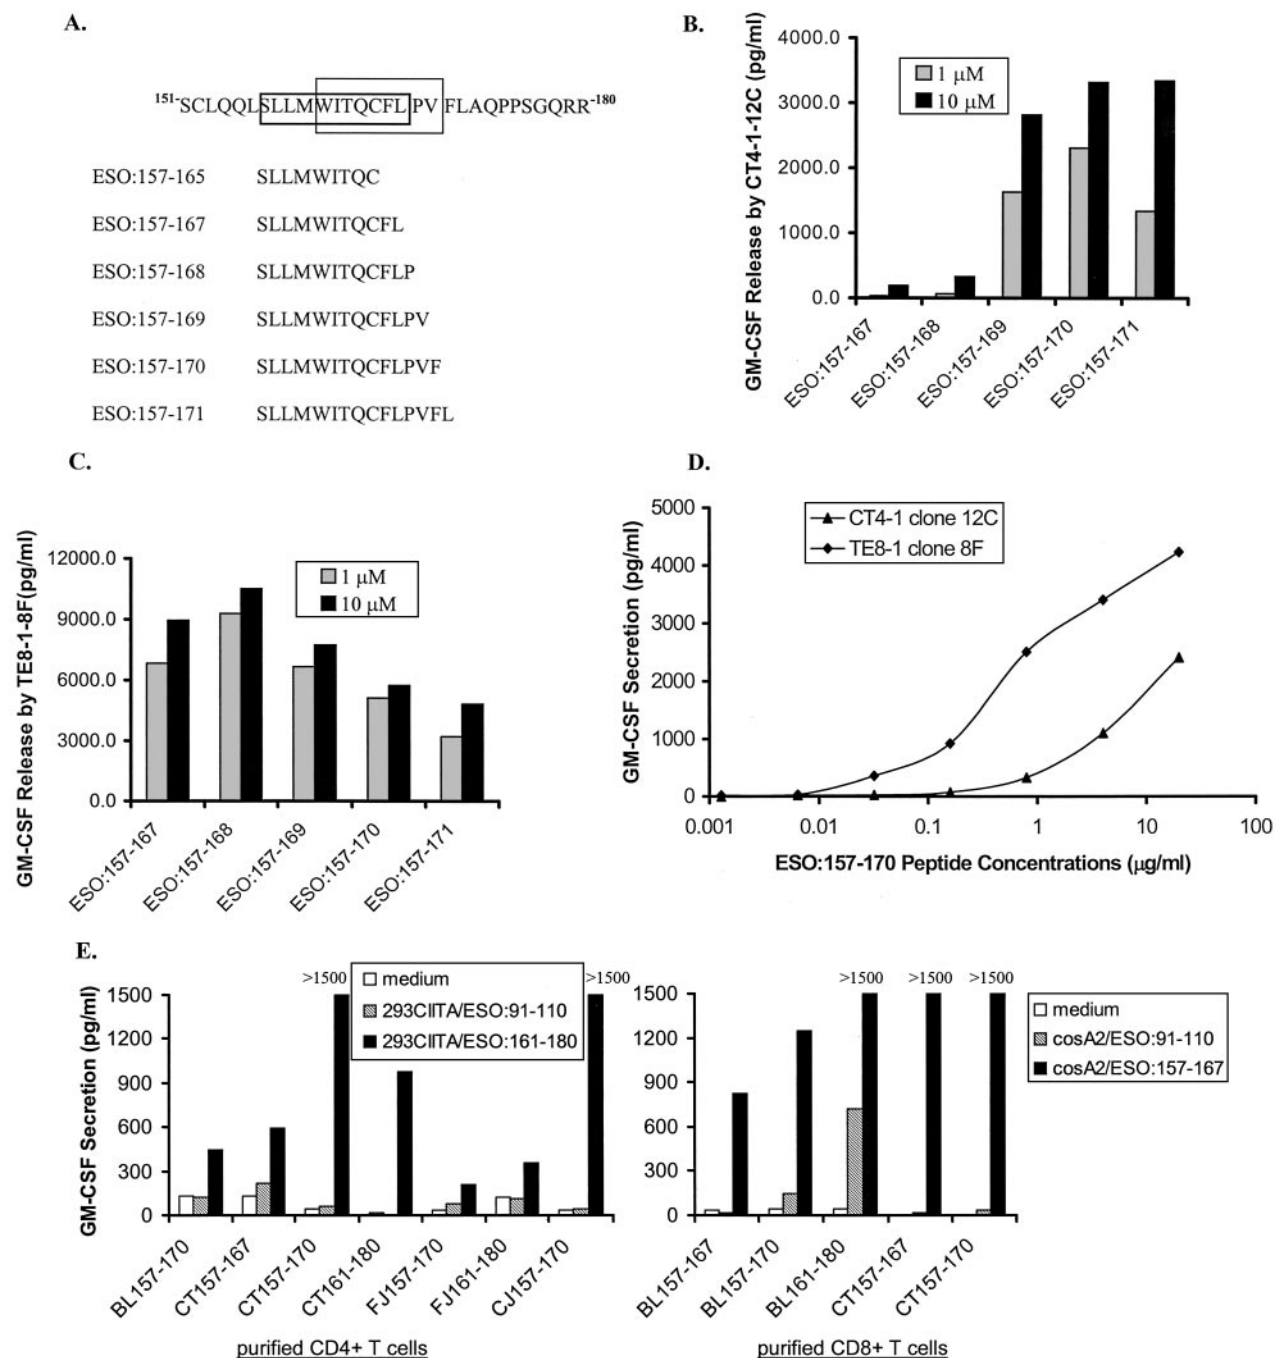 A.
151-SCLQQLSLLMWITQCFLPVFLAQPPSGQRR-180
ESO:157-165 SLLMWITQC
ESO:157-167 SLLMWITQCFL
ESO:157-168 SLLMWITQCFLP
ESO:157-169 SLLMWITQCFLPV
ESO:157-170 SLLMWITQCFLPVF
ESO:157-171 SLLMWITQCFLPVFL
B.
GM-CSF Release by CT4-1-12C (pg/ml)
4000.0
3000.0
2000.0
1000.0
0.0
1 μM
10 μM
ESO:157-167
ESO:157-168
ESO:157-169
ESO:157-170
ESO:157-171
C.
GM-CSF Release by TE8-1-8F(pg/ml)
12000.0
9000.0
6000.0
3000.0
0.0
1 μM
10 μM
ESO:157-167
ESO:157-168
ESO:157-169
ESO:157-170
ESO:157-171
D.
GM-CSF Secretion (pg/ml)
5000
4000
3000
2000
1000
0
CT4-1 clone 12C
TE8-1 clone 8F
0.001 0.01 0.1 1 10 100
ESO:157-170 Peptide Concentrations (μg/ml)
E.
GM-CSF Secretion (pg/ml)
1500
1200
900
600
300
0
>1500
>1500
medium
293CIITA/ESO:91-110
293CIITA/ESO:161-180
BL157-170
CT157-167
CT157-170
CT161-180
FJ157-170
FJ161-180
CJ157-170
purified CD4+ T cells
1500
1200
900
600
300
0
>1500 >1500 >1500
medium
cosA2/ESO:91-110
cosA2/ESO:157-167
BL157-167
BL157-170
BL161-180
CT157-167
CT157-170
purified CD8+ T cells